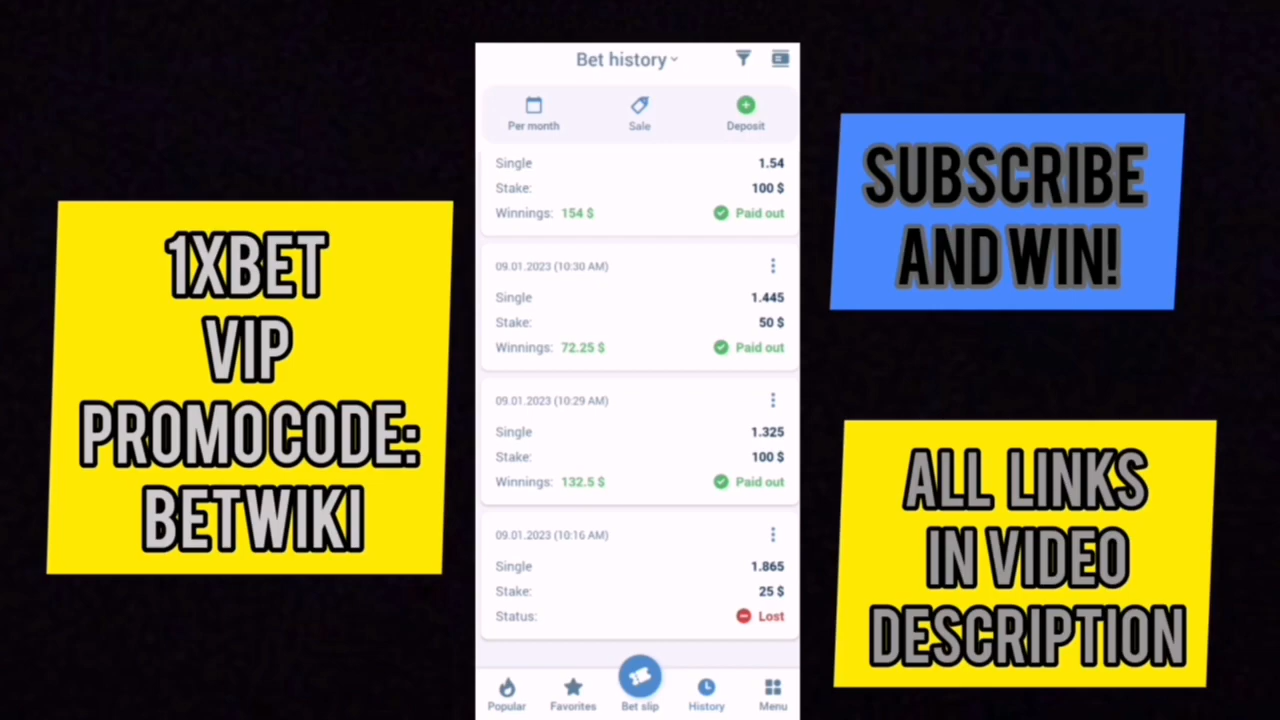 1XBET
VIP
PROMOCODE:
BETWIKI
Bet history
Per month
Sale
Deposit
Single 1.54
Stake: 100 $
Winnings: 154 $ Paid out
09.01.2023 (10:30 AM)
Single 1.445
Stake: 50 $
Winnings: 72.25 $ Paid out
09.01.2023 (10:29 AM)
Single 1.325
Stake: 100 $
Winnings: 132.5 $ Paid out
09.01.2023 (10:16 AM)
Single 1.865
Stake: 25 $
Status: Lost
Popular
Favorites
Bet slip
History
Menu
SUBSCRIBE
AND WIN!
ALL LINKS
IN VIDEO
DESCRIPTION